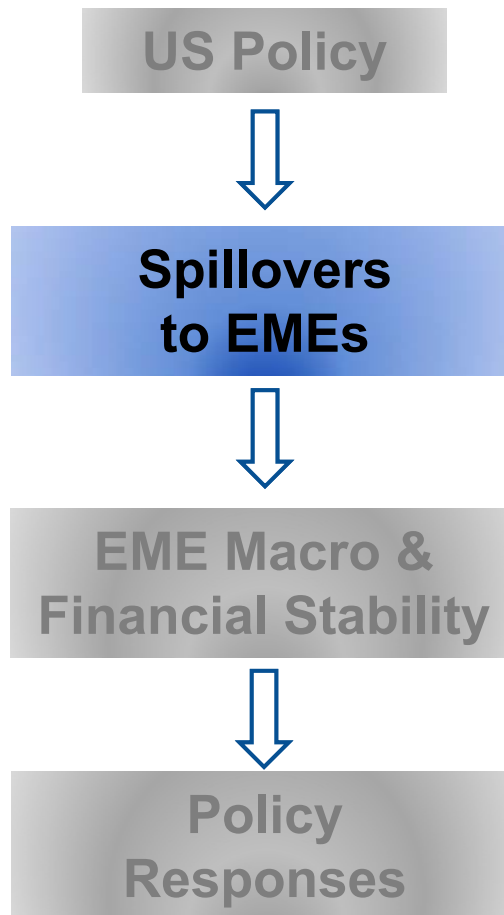 US Policy
Spillovers
to EMEs
EME Macro &
Financial Stability
Policy
Responses